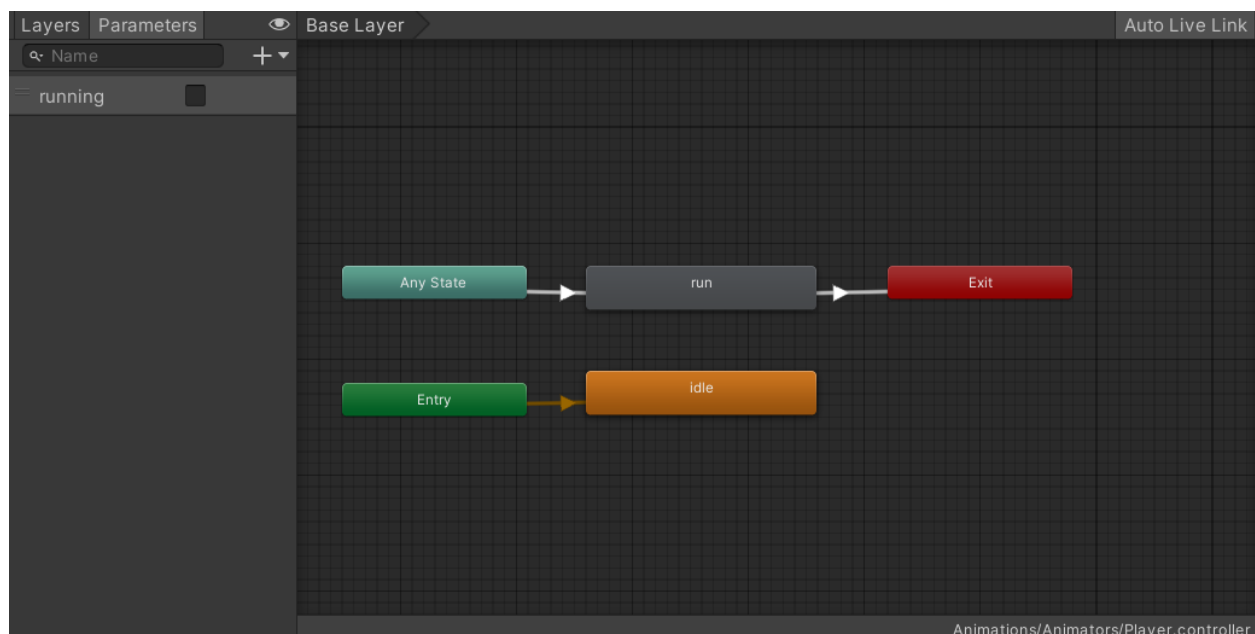 Layers Parameters Base Layer Auto Live Link
Name
running
Any State run Exit
Entry idle
Animations/Animators/Player.controller